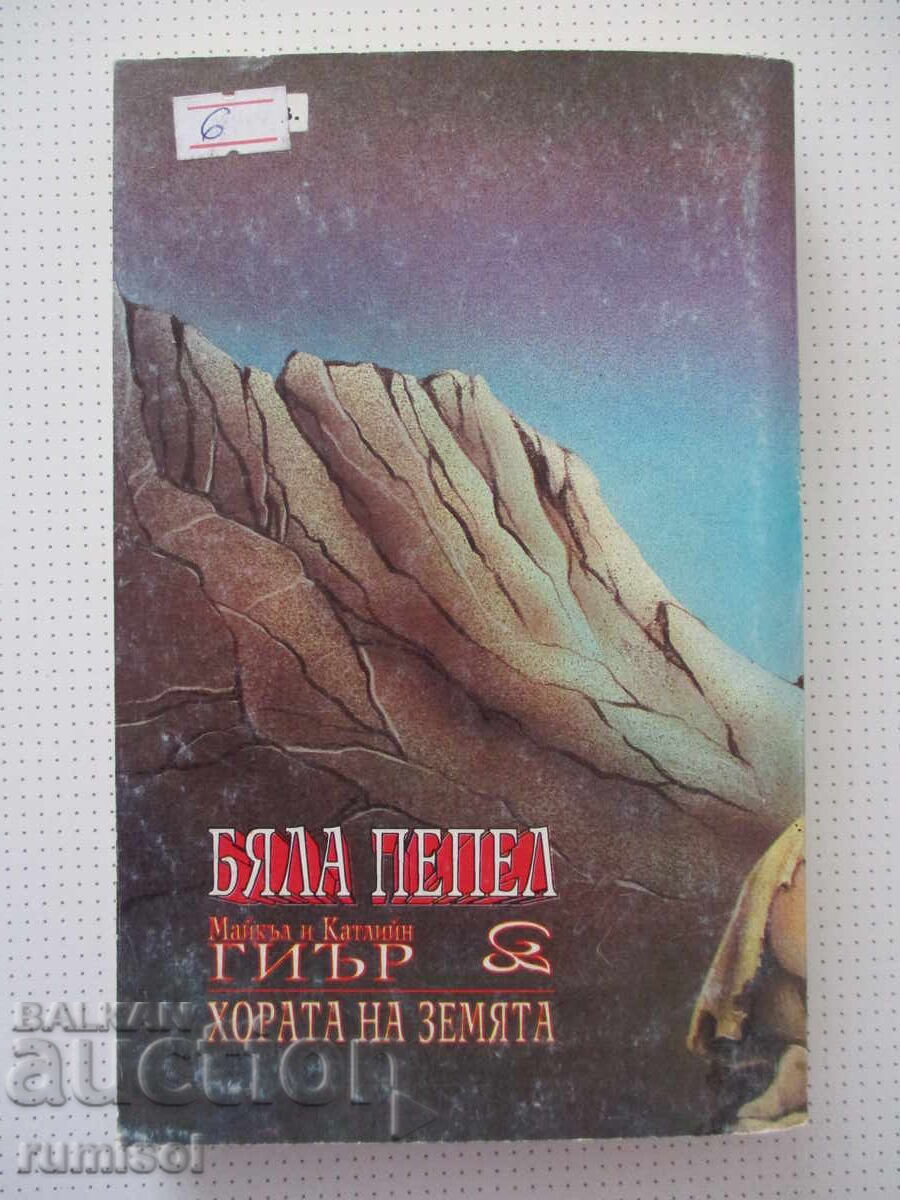 6
в.
БЯЛА ПЕПЕЛ
Майкъл и Катлийн
ГИЪР
ХОРАТА НА ЗЕМЯТА
BALKAN
auction
rumisol